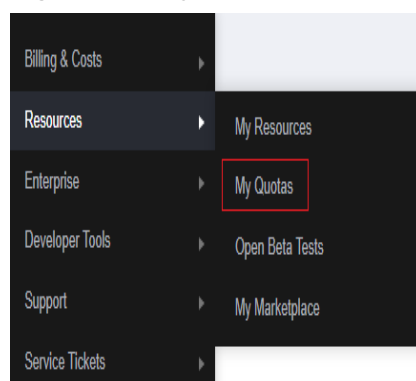 Billing & Costs
Resources
Enterprise
Developer Tools
Support
Service Tickets
My Resources
My Quotas
Open Beta Tests
My Marketplace